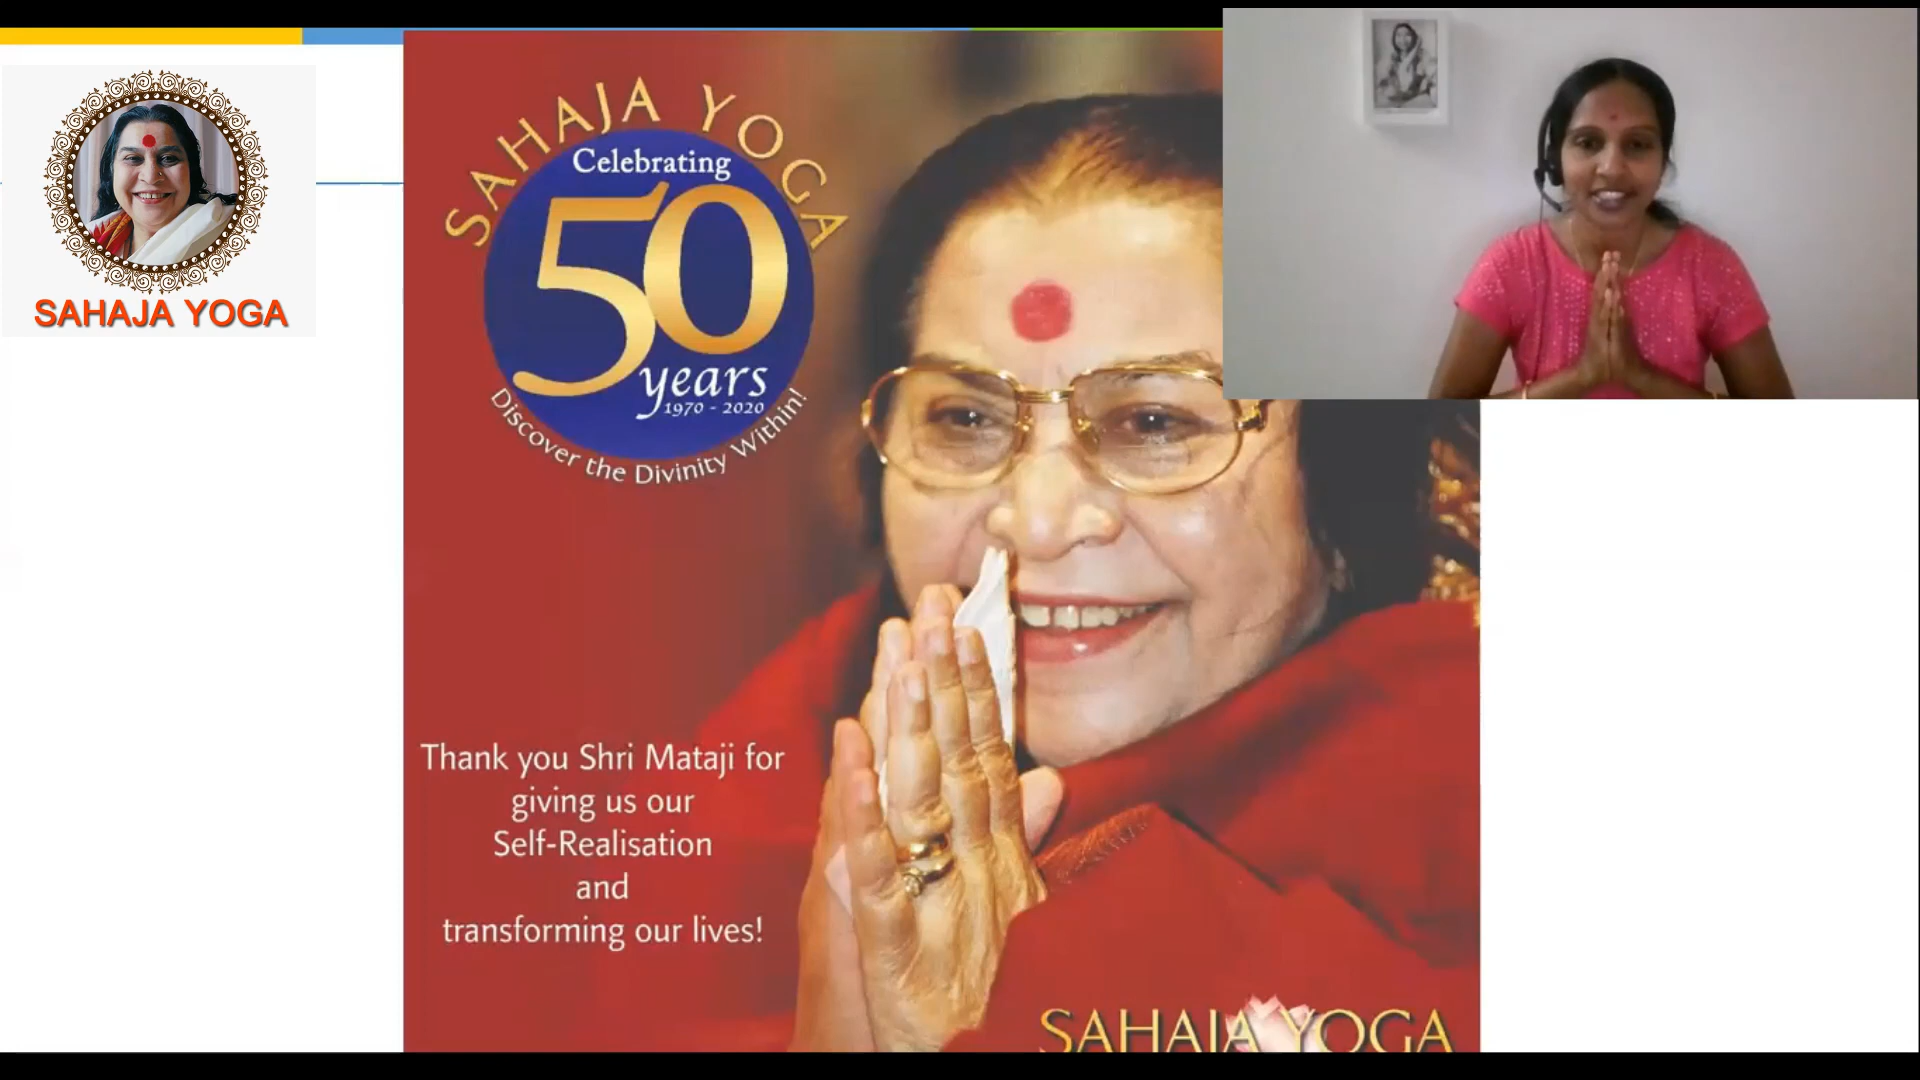 SAHAJA YOGA
SAHAJA YOGA
Celebrating
50
years
1970 - 2020
Discover the Divinity Within!
Thank you Shri Mataji for
giving us our
Self-Realisation
and
transforming our lives!
SAHAJA YOGA